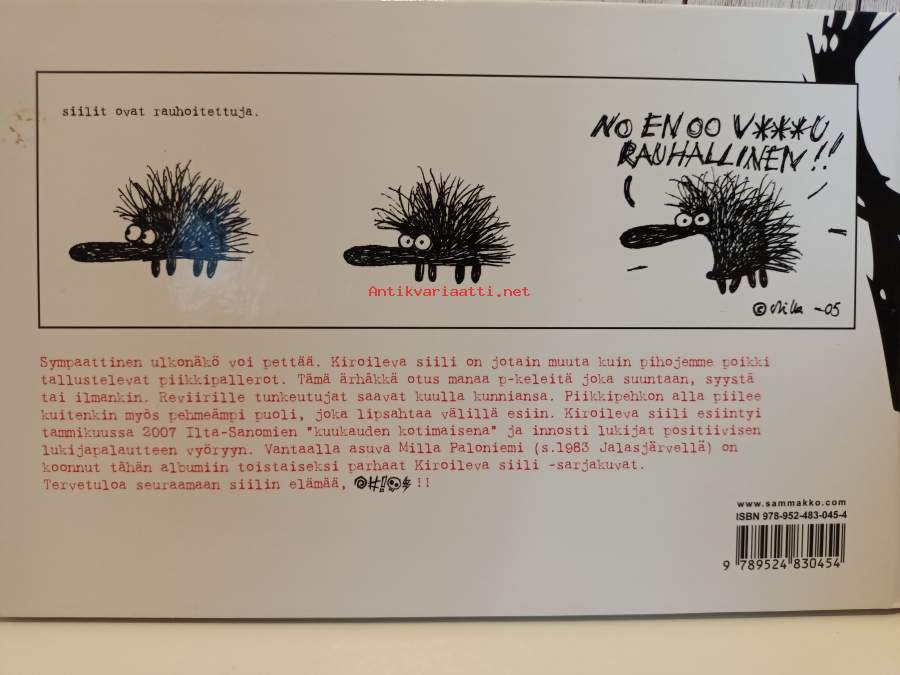 siilit ovat rauhoitettuja.
NO EN OO V***U
RAUHALLINEN!!
Antikvariaatti.net
© Milla -05
Sympaattinen ulkonäkö voi pettää. Kiroileva siili on jotain muuta kuin pihojemme poikki
tallustelevat piikkipallerot. Tämä ärhäkkä otus manaa p-keleitä joka suuntaan, syystä
tai ilmankin. Reviirille tunkeutujat saavat kuulla kunniansa. Piikkipehkon alla piilee
kuitenkin myös pehmeämpi puoli, joka lipsahtaa välillä esiin. Kiroileva siili esiintyi
tammikuussa 2007 Ilta-Sanomien "kuukauden kotimaisena" ja innosti lukijat positiivisen
lukijapalautteen vyöryyn. Vantaalla asuva Milla Paloniemi (s.1983 Jalasjärvellä) on
koonnut tähän albumiin toistaiseksi parhaat Kiroileva siili -sarjakuvat.
Tervetuloa seuraamaan siilin elämää, @#!☠↯!!
www.sammakko.com
ISBN 978-952-483-045-4
9 789524 830454